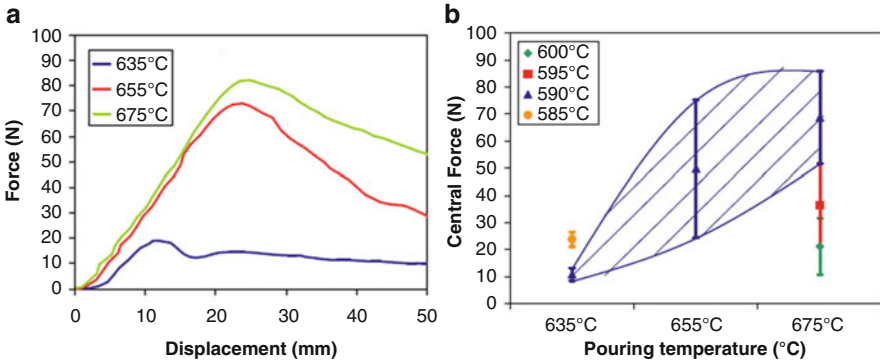 a
Force (N)
100
90
80
70
60
50
40
30
20
10
0
635°C
655°C
675°C
0
10
20
30
40
50
Displacement (mm)
b
Central Force (N)
100
90
80
70
60
50
40
30
20
10
0
600°C
595°C
590°C
585°C
635°C
655°C
675°C
Pouring temperature (°C)